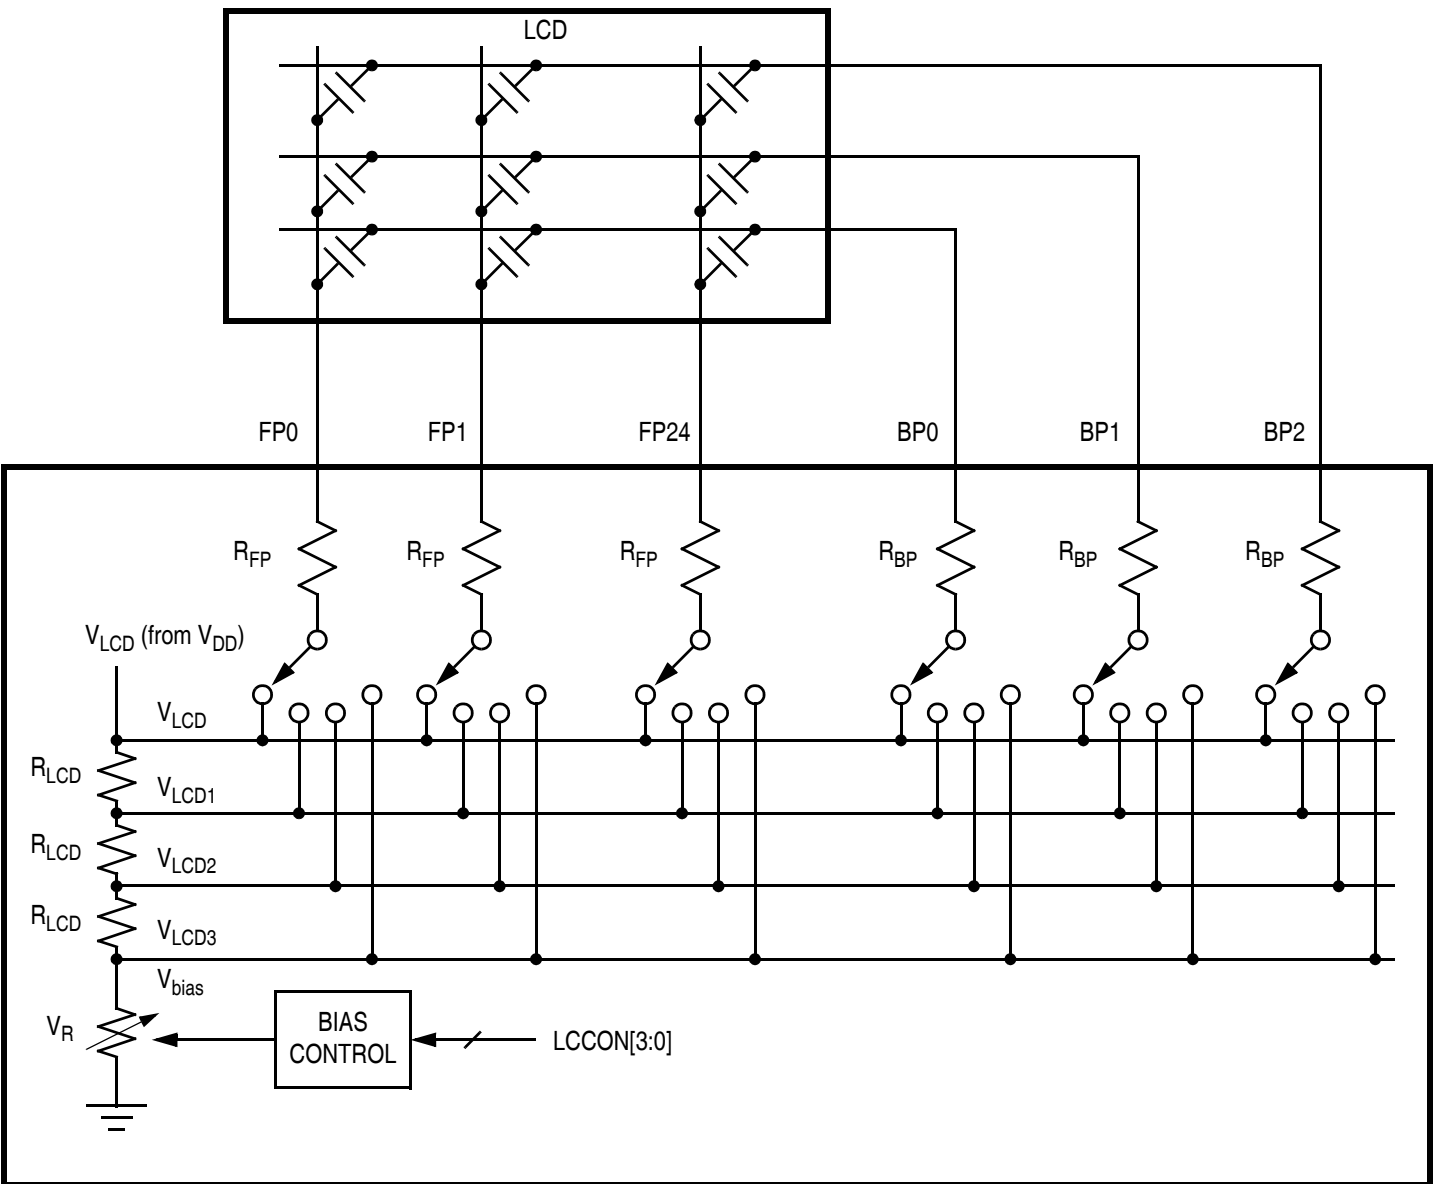 LCD
FP0 FP1 FP24 BP0 BP1 BP2
RFP RFP RFP RBP RBP RBP
VLCD (from VDD)
VLCD
RLCD
VLCD1
RLCD
VLCD2
RLCD
VLCD3
Vbias
VR
BIAS
CONTROL
LCCON[3:0]